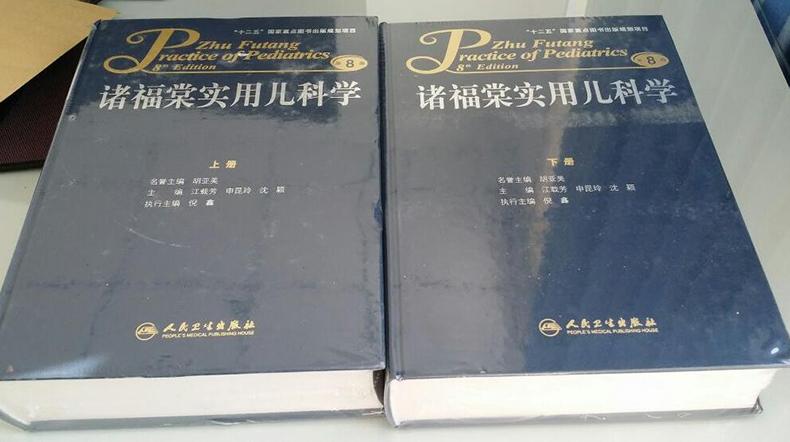 "十二五"国家重点图书出版规划项目
Zhu Futang
Practice of Pediatrics
8th Edition
第8版
诸福棠实用儿科学
上册
名誉主编 胡亚美
主 编 江载芳 申昆玲 沈 颖
执行主编 倪 鑫
人民卫生出版社
PEOPLE'S MEDICAL PUBLISHING HOUSE
"十二五"国家重点图书出版规划项目
Zhu Futang
Practice of Pediatrics
8th Edition
第8版
诸福棠实用儿科学
下册
名誉主编 胡亚美
主 编 江载芳 申昆玲 沈 颖
执行主编 倪 鑫
人民卫生出版社
PEOPLE'S MEDICAL PUBLISHING HOUSE